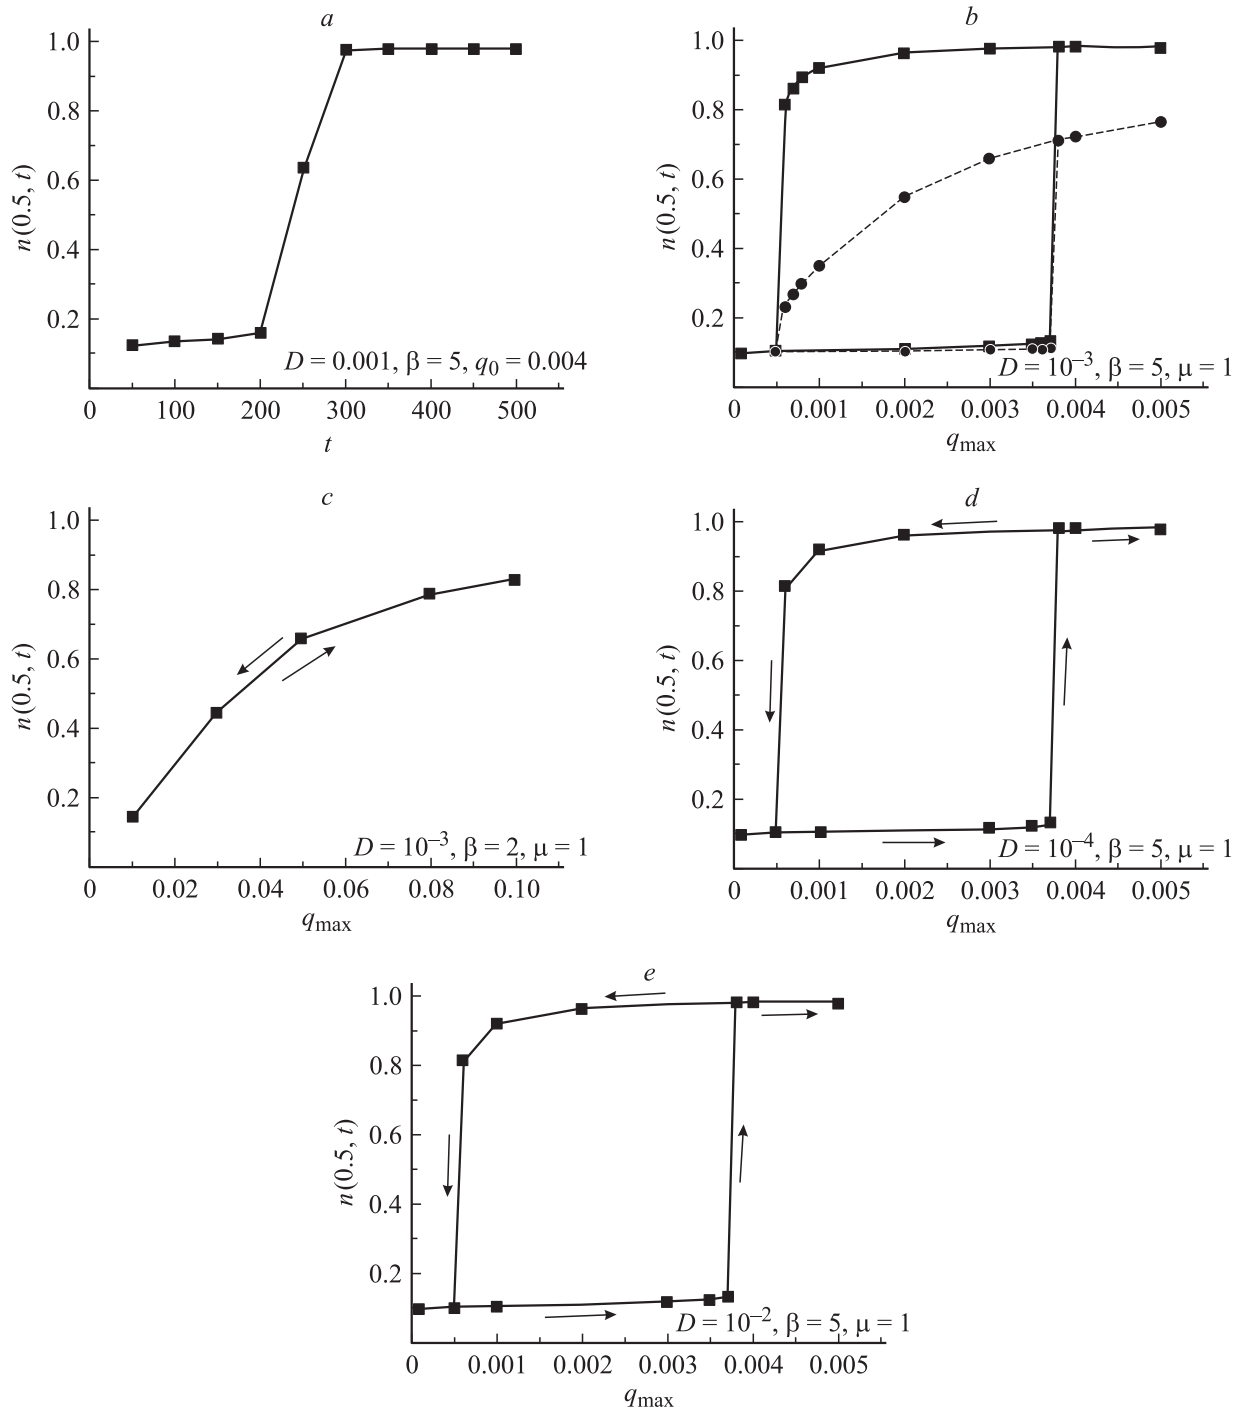 a
1.0
0.8
0.6
0.4
0.2
n(0.5, t)
D = 0.001, β = 5, q₀ = 0.004
0 100 200 300 400 500
t
b
1.0
0.8
0.6
0.4
0.2
n(0.5, t)
D = 10⁻³, β = 5, μ = 1
0 0.001 0.002 0.003 0.004 0.005
qmax
c
1.0
0.8
0.6
0.4
0.2
n(0.5, t)
D = 10⁻³, β = 2, μ = 1
0 0.02 0.04 0.06 0.08 0.10
qmax
d
1.0
0.8
0.6
0.4
0.2
n(0.5, t)
D = 10⁻⁴, β = 5, μ = 1
0 0.001 0.002 0.003 0.004 0.005
qmax
e
1.0
0.8
0.6
0.4
0.2
n(0.5, t)
D = 10⁻², β = 5, μ = 1
0 0.001 0.002 0.003 0.004 0.005
qmax